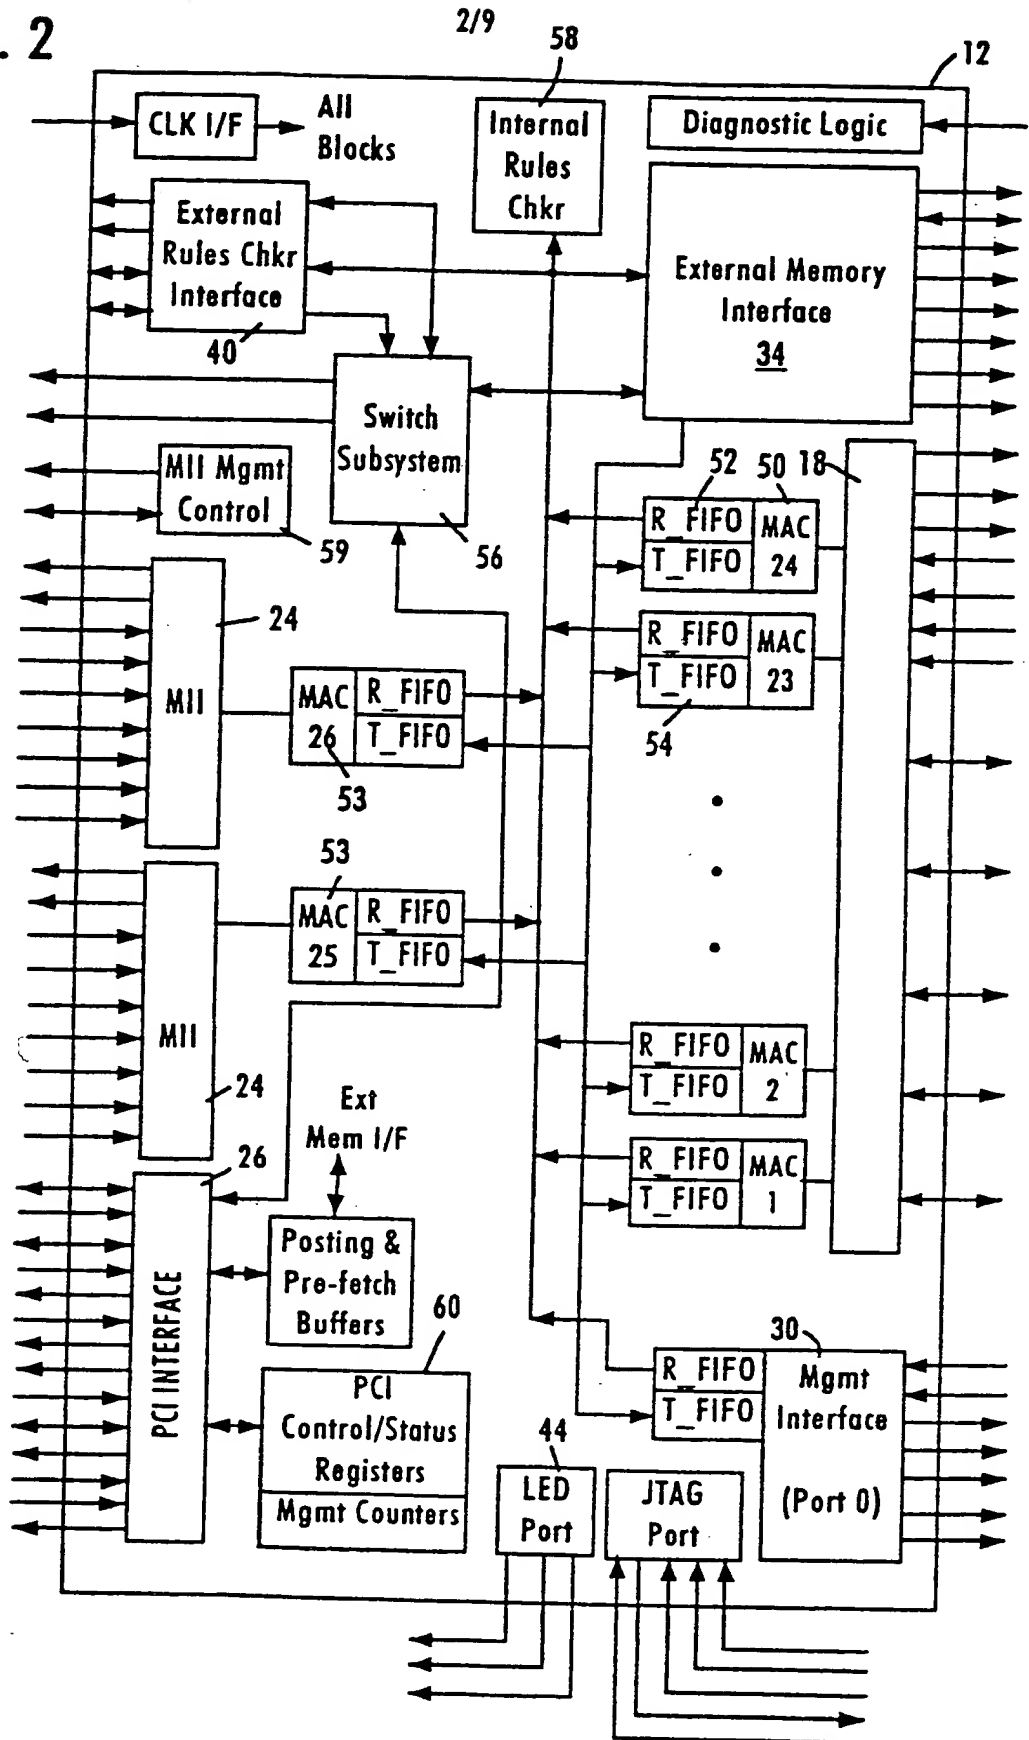 . 2
2/9
58
12
CLK I/F
All
Blocks
Internal
Rules
Chkr
Diagnostic Logic
External
Rules Chkr
Interface
40
External Memory
Interface
34
Switch
Subsystem
56
MII Mgmt
Control
59
52
50
18
R_FIFO
T_FIFO
MAC
24
R_FIFO
T_FIFO
MAC
23
54
24
MII
MAC
26
R_FIFO
T_FIFO
53
53
MAC
25
R_FIFO
T_FIFO
MII
24
R_FIFO
T_FIFO
MAC
2
R_FIFO
T_FIFO
MAC
1
Ext
Mem I/F
26
PCI INTERFACE
Posting &
Pre-fetch
Buffers
60
PCI
Control/Status
Registers
Mgmt Counters
30
R_FIFO
T_FIFO
Mgmt
Interface
(Port 0)
44
LED
Port
JTAG
Port